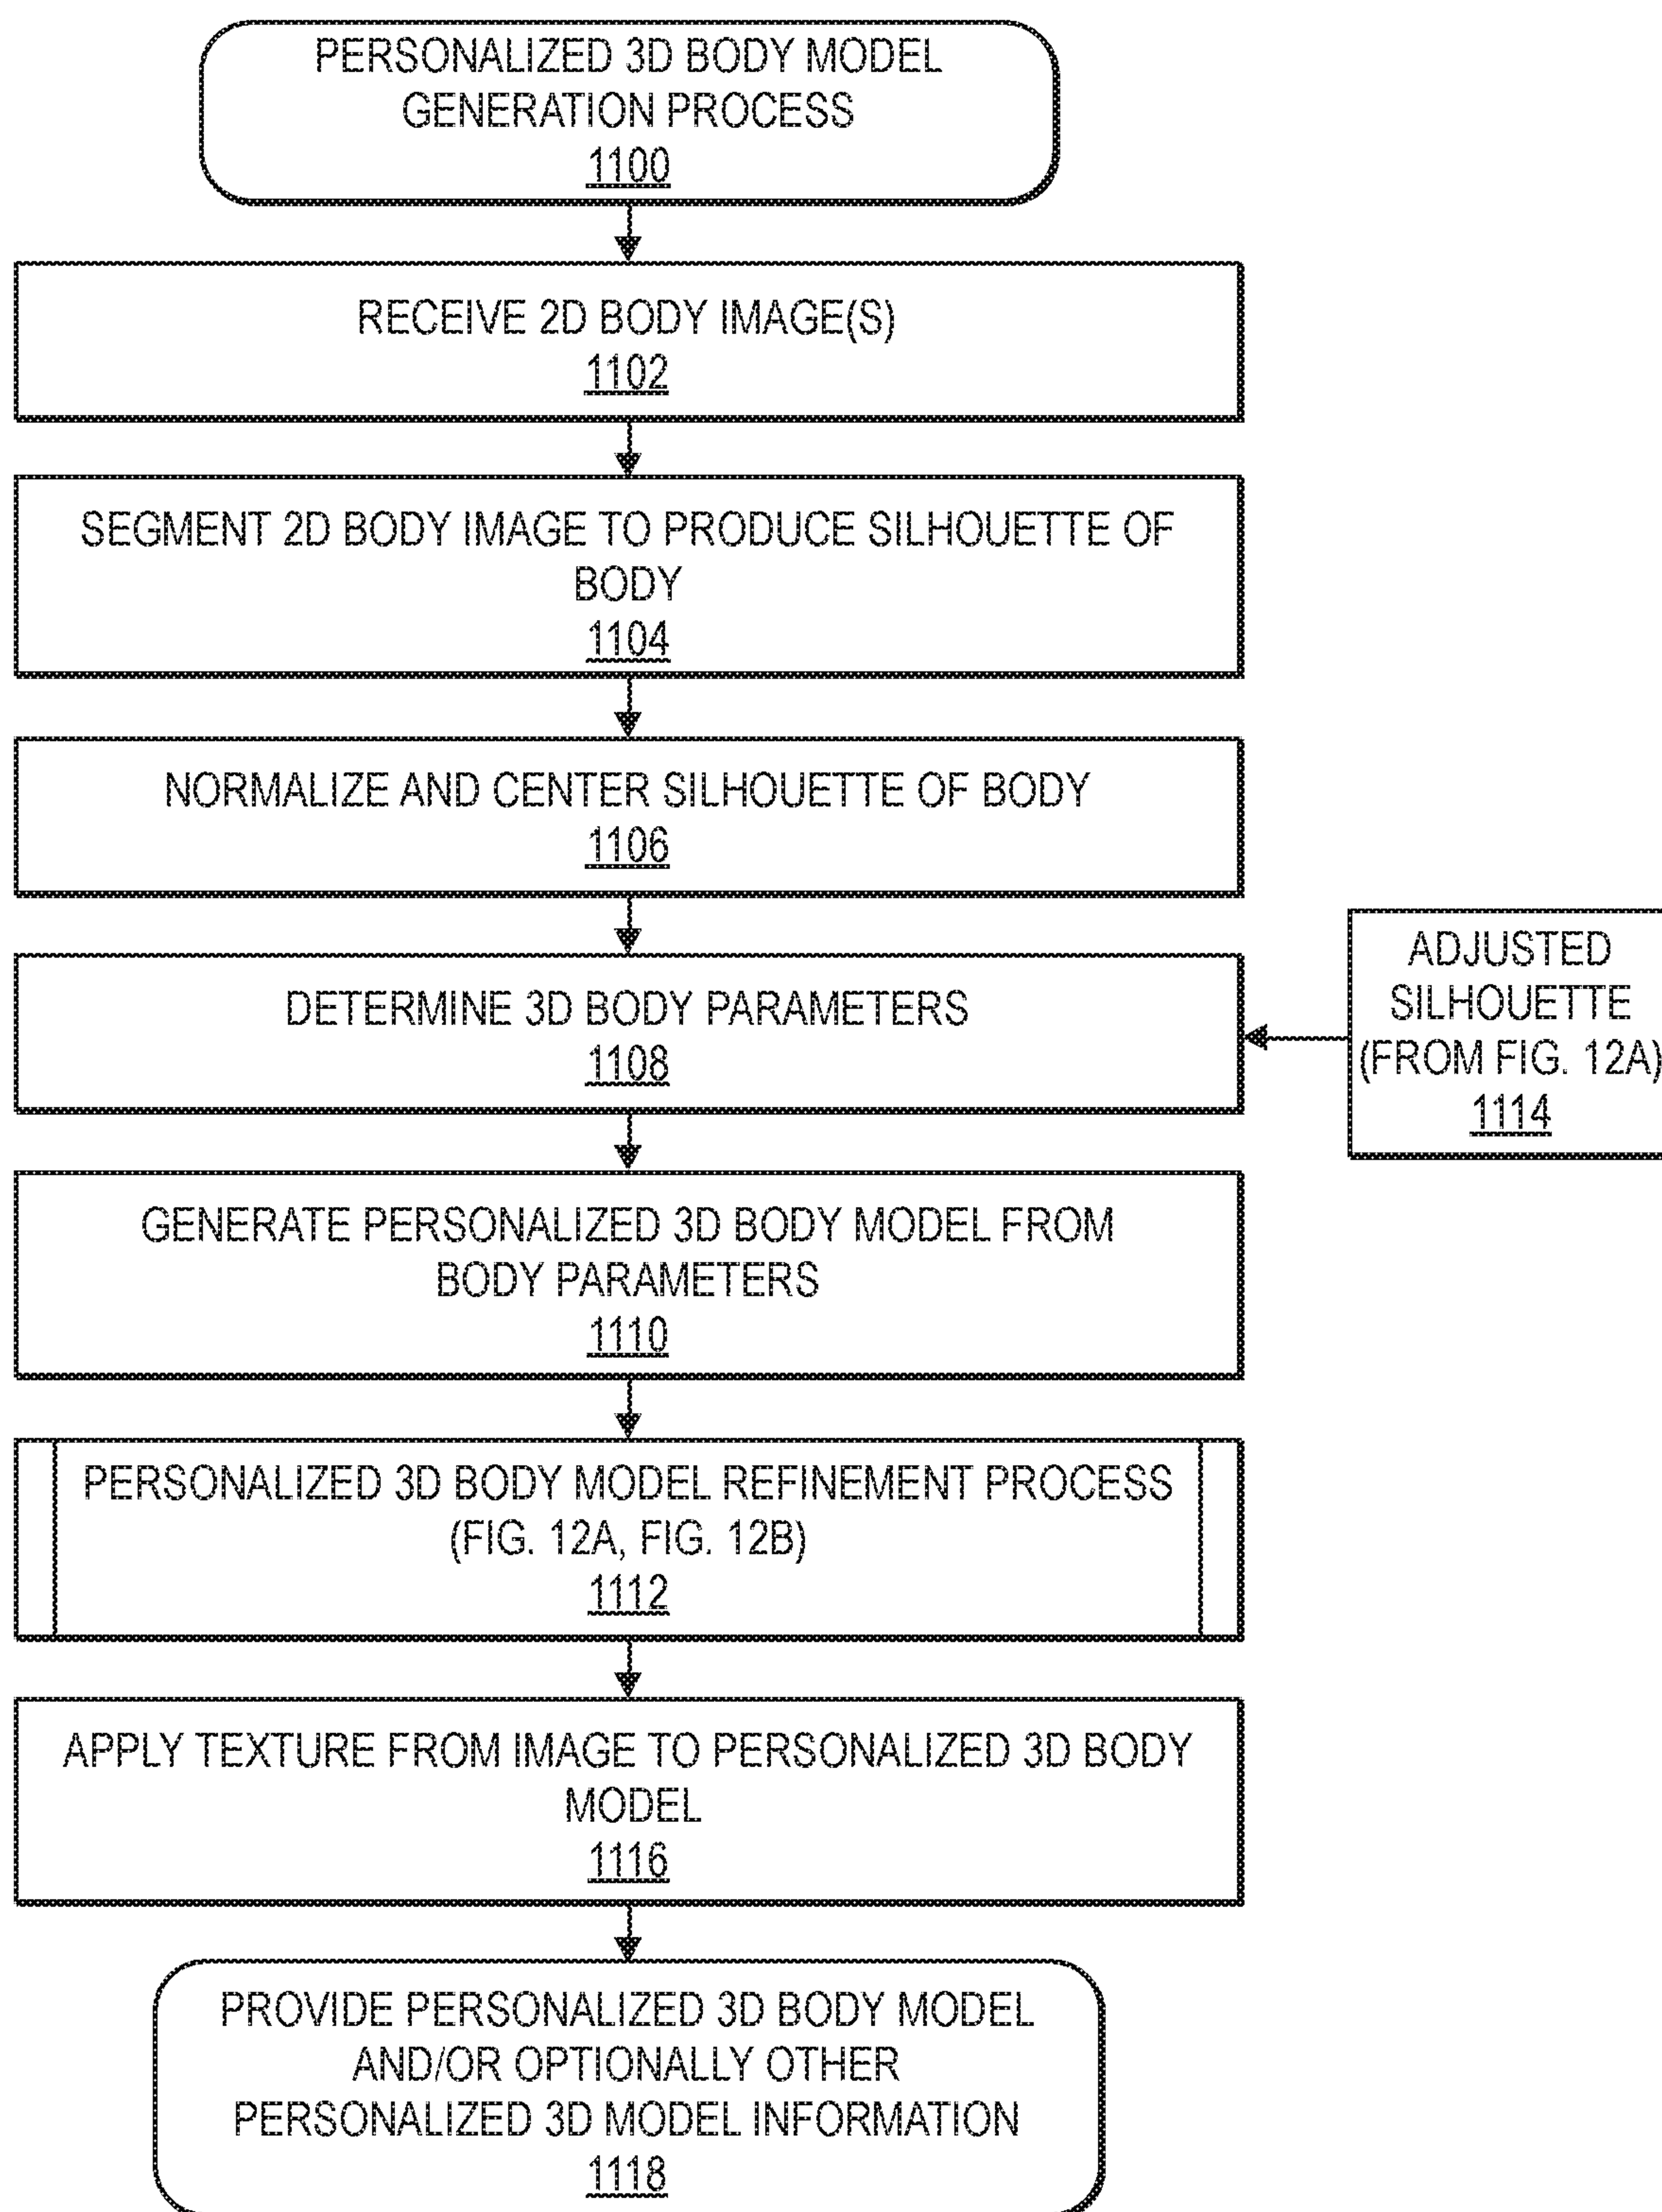 PERSONALIZED 3D BODY MODEL
GENERATION PROCESS
1100
RECEIVE 2D BODY IMAGE(S)
1102
SEGMENT 2D BODY IMAGE TO PRODUCE SILHOUETTE OF
BODY
1104
NORMALIZE AND CENTER SILHOUETTE OF BODY
1106
DETERMINE 3D BODY PARAMETERS
1108
ADJUSTED
SILHOUETTE
(FROM FIG. 12A)
1114
GENERATE PERSONALIZED 3D BODY MODEL FROM
BODY PARAMETERS
1110
PERSONALIZED 3D BODY MODEL REFINEMENT PROCESS
(FIG. 12A, FIG. 12B)
1112
APPLY TEXTURE FROM IMAGE TO PERSONALIZED 3D BODY
MODEL
1116
PROVIDE PERSONALIZED 3D BODY MODEL
AND/OR OPTIONALLY OTHER
PERSONALIZED 3D MODEL INFORMATION
1118